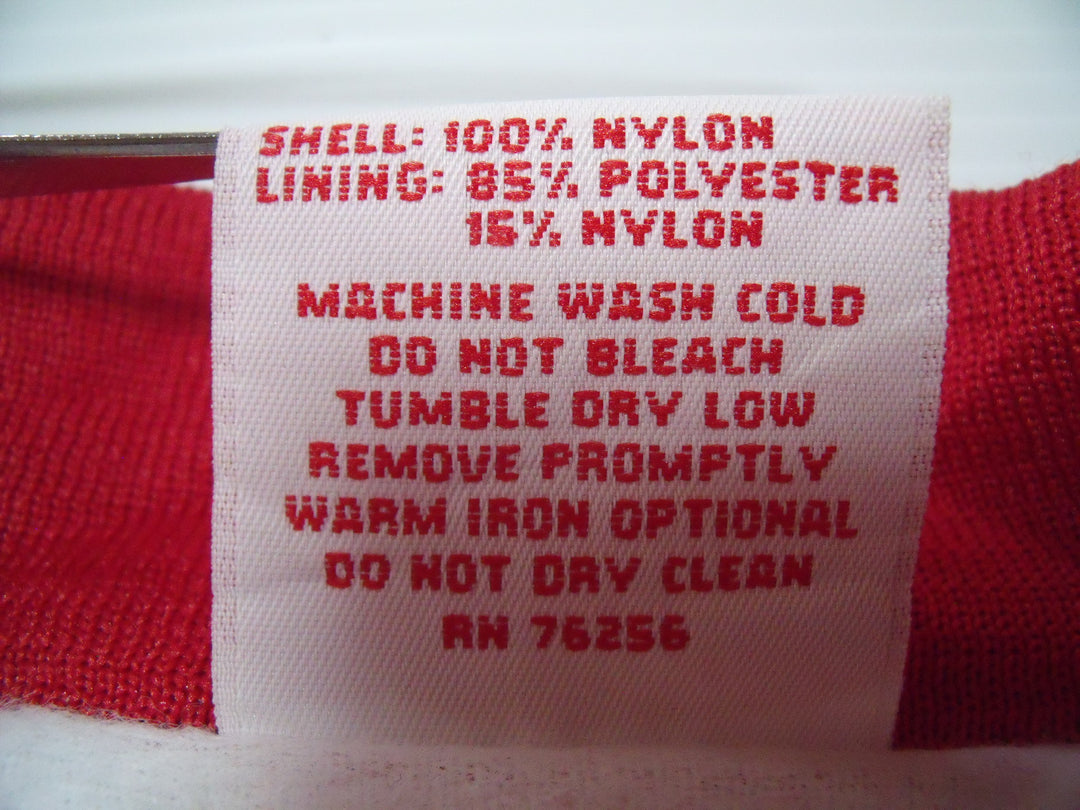 SHELL: 100% NYLON
LINING: 85% POLYESTER
15% NYLON
MACHINE WASH COLD
DO NOT BLEACH
TUMBLE DRY LOW
REMOVE PROMPTLY
WARM IRON OPTIONAL
DO NOT DRY CLEAN
RN 76256